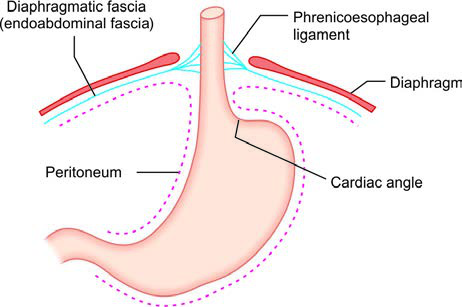 Diaphragmatic fascia
(endoabdominal fascia)
Phrenicoesophageal
ligament
Diaphragm
Peritoneum
Cardiac angle